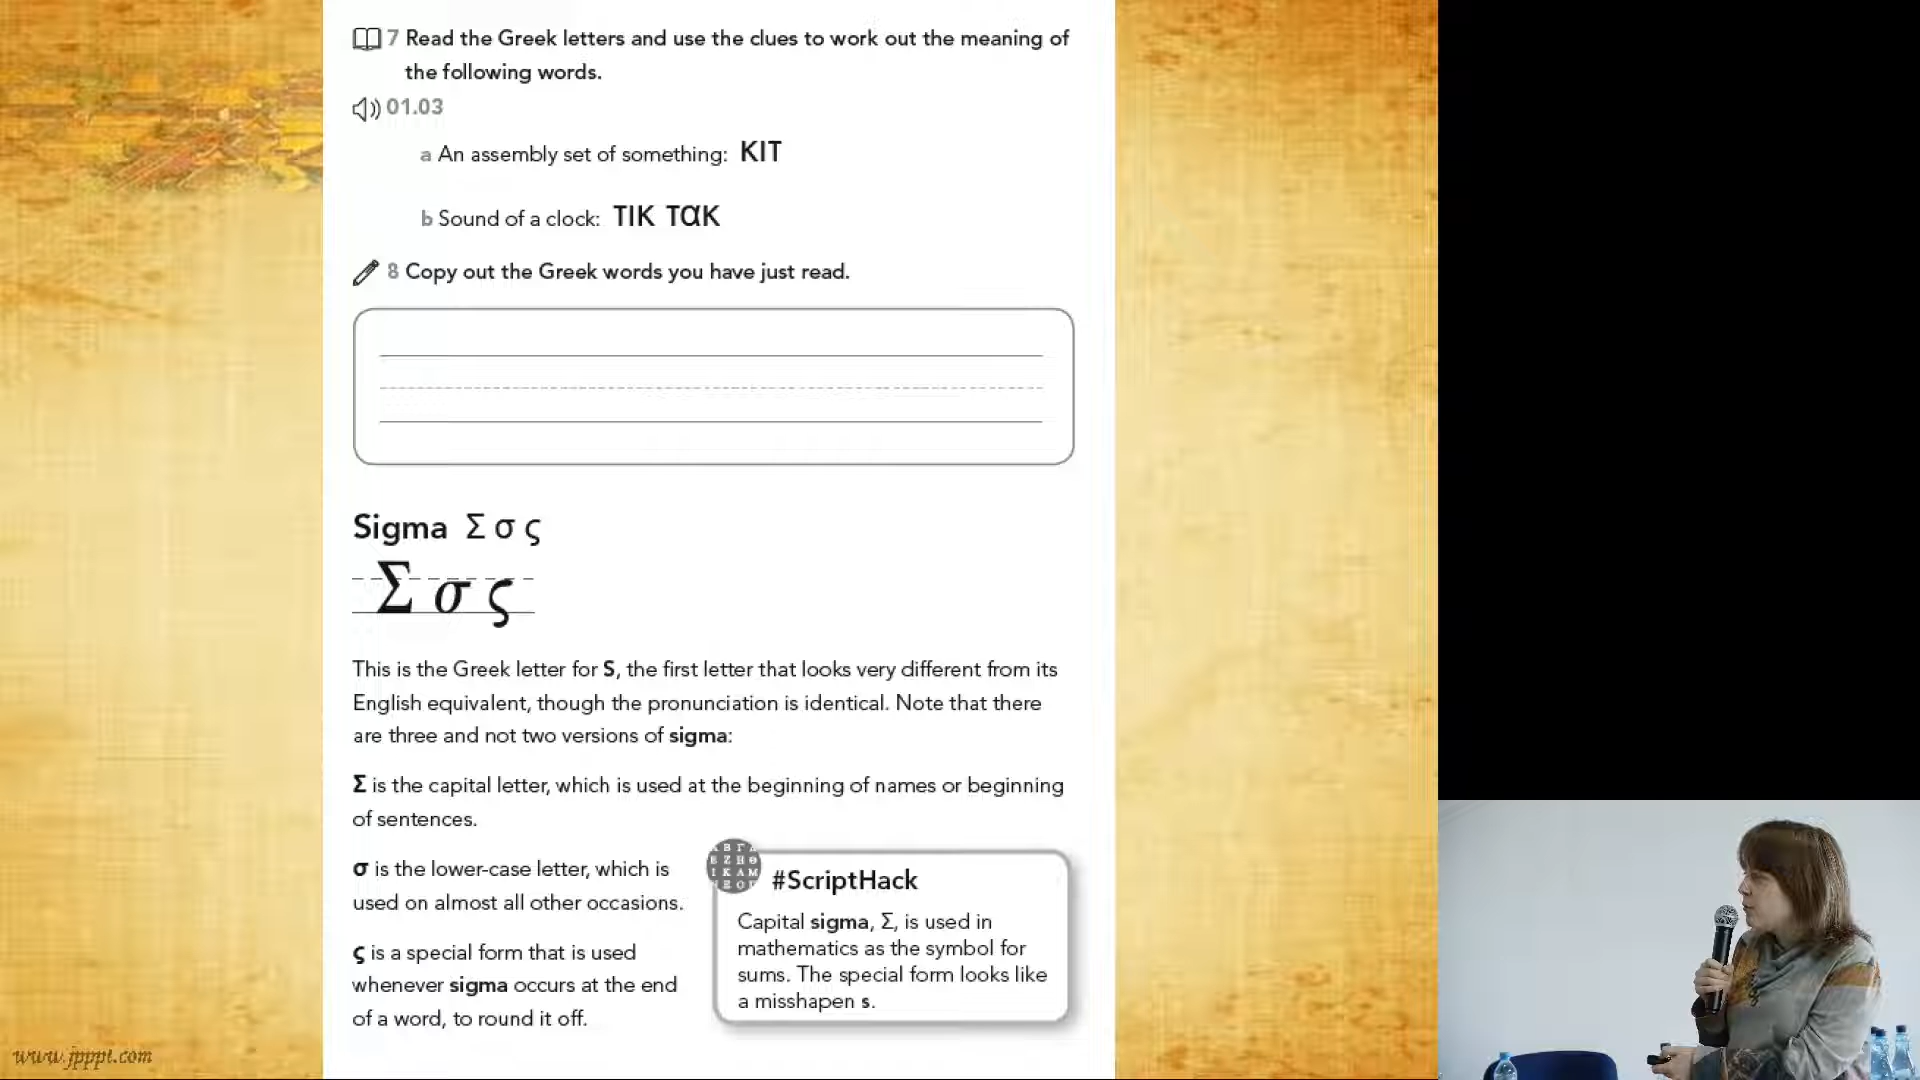 7 Read the Greek letters and use the clues to work out the meaning of
the following words.
01.03
a An assembly set of something: ΚΙΤ
b Sound of a clock: ΤΙΚ ΤαΚ
8 Copy out the Greek words you have just read.
Sigma Σ σ ς
Σ σ ς
This is the Greek letter for S, the first letter that looks very different from its
English equivalent, though the pronunciation is identical. Note that there
are three and not two versions of sigma:
Σ is the capital letter, which is used at the beginning of names or beginning
of sentences.
σ is the lower-case letter, which is
used on almost all other occasions.
ς is a special form that is used
whenever sigma occurs at the end
of a word, to round it off.
#ScriptHack
Capital sigma, Σ, is used in
mathematics as the symbol for
sums. The special form looks like
a misshapen s.
www.jpppt.com